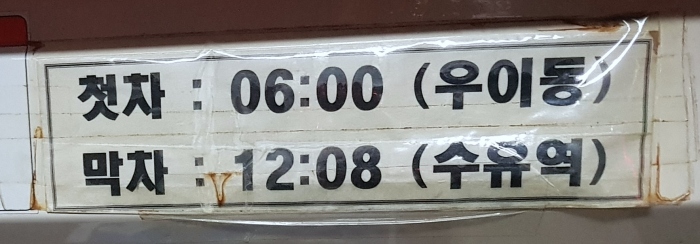 첫차 : 06:00 (우이동)
막차 : 12:08 (수유역)